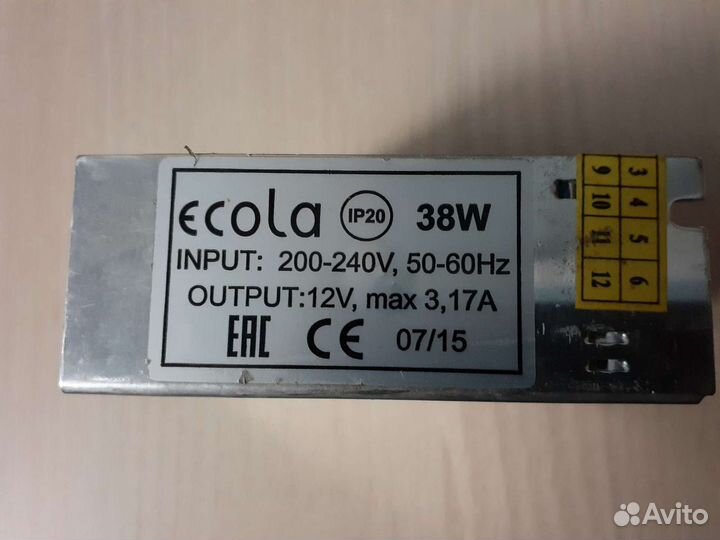 ecola IP20 38W
INPUT: 200-240V, 50-60Hz
OUTPUT:12V, max 3,17A
EAC CE 07/15
3 4 5 6
9 10 11 12
Avito